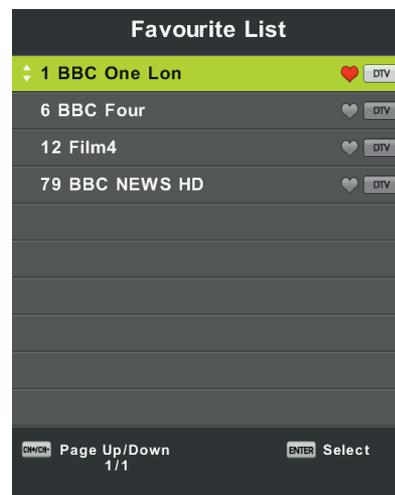 Favourite List
1 BBC One Lon DTV
6 BBC Four DTV
12 Film4 DTV
79 BBC NEWS HD DTV
CH+/CH- Page Up/Down ENTER Select
1/1